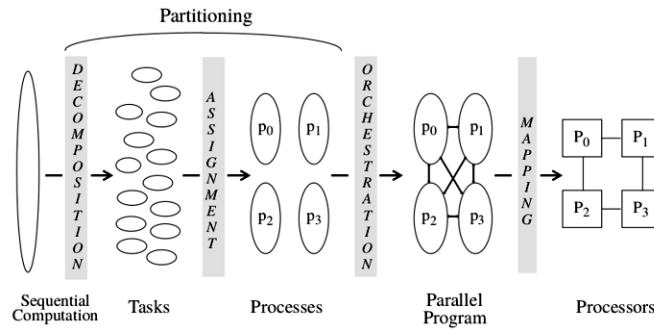 Partitioning
DECOMPOSITION
ASSIGNMENT
ORCHESTRATION
MAPPING
p0 p1
p2 p3
p0 p1
p2 p3
P0 P1
P2 P3
Sequential
Computation
Tasks
Processes
Parallel
Program
Processors